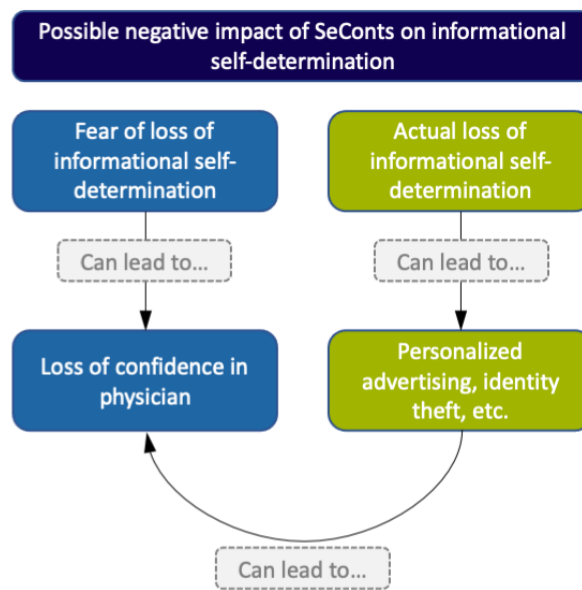 Possible negative impact of SeConts on informational
self-determination
Fear of loss of
informational self-
determination
Actual loss of
informational self-
determination
Can lead to...
Can lead to...
Loss of confidence in
physician
Personalized
advertising, identity
theft, etc.
Can lead to...